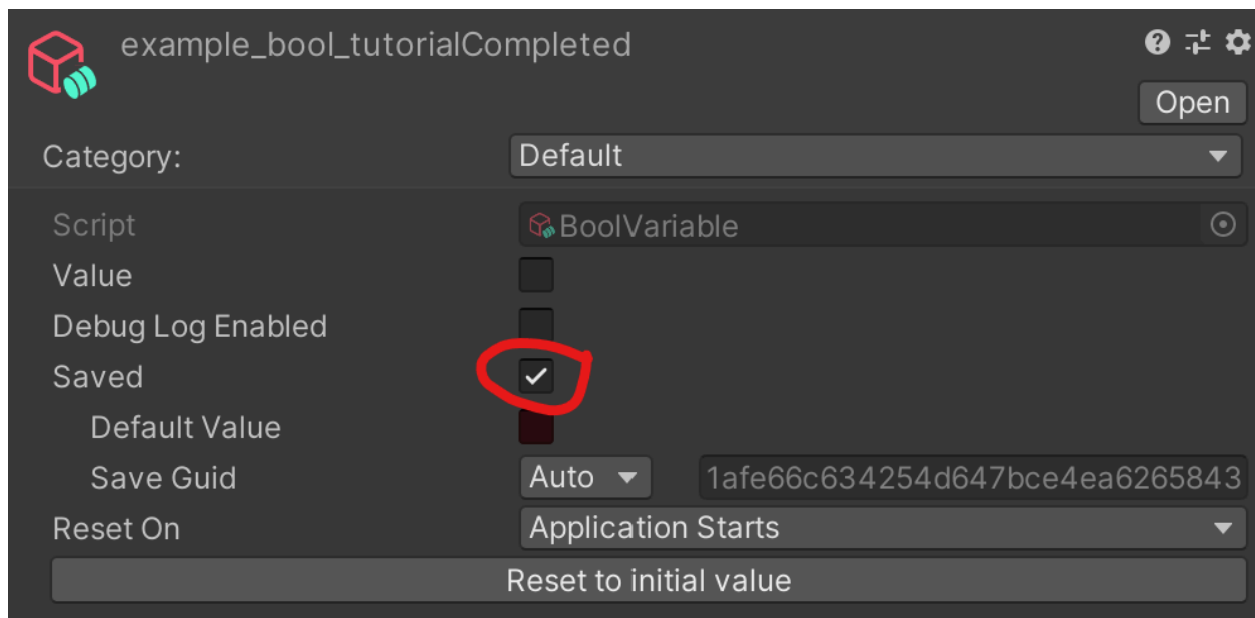 example_bool_tutorialCompleted
Open
Category: Default
Script BoolVariable
Value
Debug Log Enabled
Saved
Default Value
Save Guid Auto 1afe66c634254d647bce4ea6265843
Reset On Application Starts
Reset to initial value